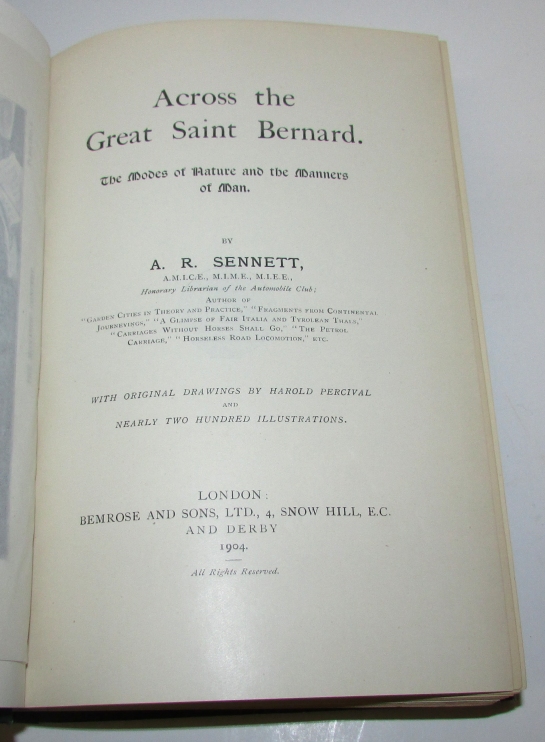 Across the
Great Saint Bernard.
The Modes of Nature and the Manners
of Man.
BY
A. R. SENNETT,
A.M.I.C.E., M.I.M.E., M.I.E.E.,
Honorary Librarian of the Automobile Club;
AUTHOR OF
"GARDEN CITIES IN THEORY AND PRACTICE," "FRAGMENTS FROM CONTINENTAL
JOURNEYINGS," "A GLIMPSE OF FAIR ITALIA AND TYROLEAN THALS,"
"CARRIAGES WITHOUT HORSES SHALL GO," "THE PETROL
CARRIAGE," "HORSELESS ROAD LOCOMOTION," ETC.
WITH ORIGINAL DRAWINGS BY HAROLD PERCIVAL
AND
NEARLY TWO HUNDRED ILLUSTRATIONS.
LONDON:
BEMROSE AND SONS, LTD., 4, SNOW HILL, E.C.
AND DERBY
1904.
All Rights Reserved.